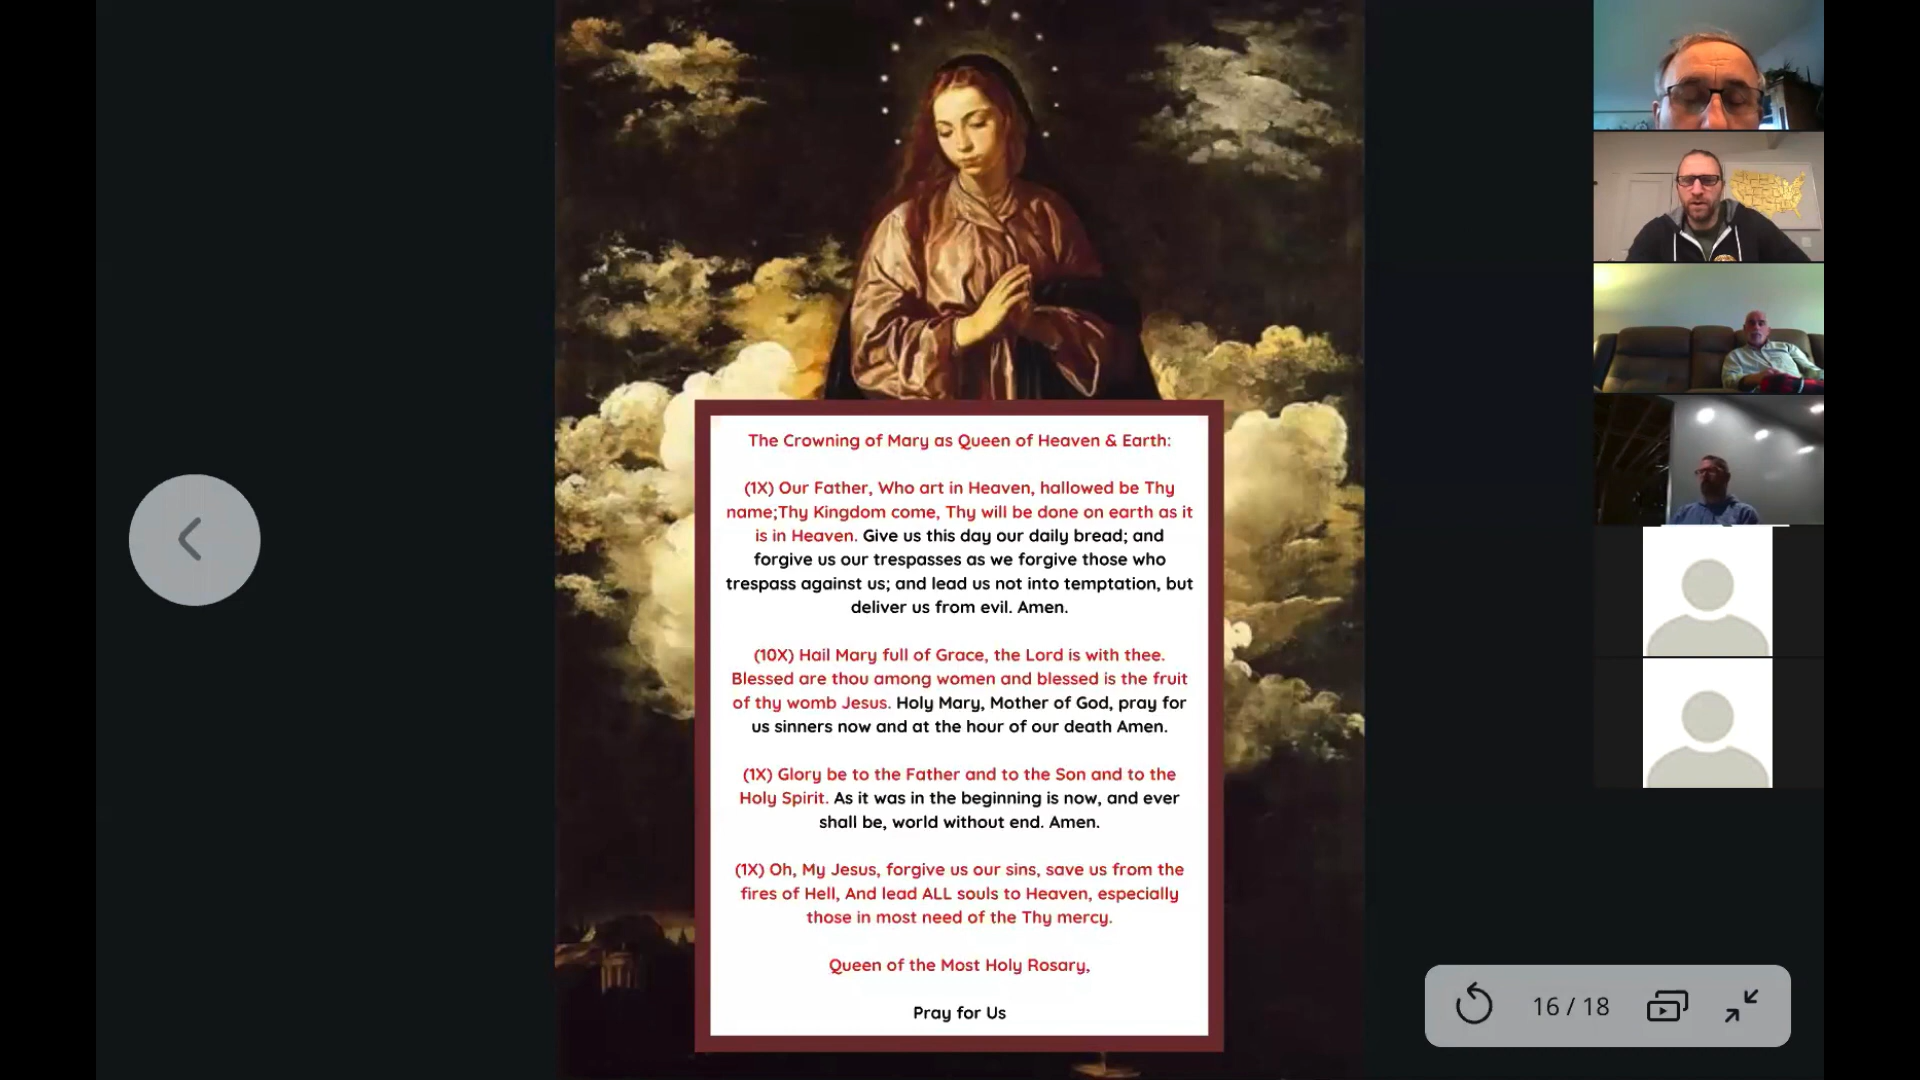 The Crowning of Mary as Queen of Heaven & Earth:
(1X) Our Father, Who art in Heaven, hallowed be Thy
name;Thy Kingdom come, Thy will be done on earth as it
is in Heaven. Give us this day our daily bread; and
forgive us our trespasses as we forgive those who
trespass against us; and lead us not into temptation, but
deliver us from evil. Amen.
(10X) Hail Mary full of Grace, the Lord is with thee.
Blessed are thou among women and blessed is the fruit
of thy womb Jesus. Holy Mary, Mother of God, pray for
us sinners now and at the hour of our death Amen.
(1X) Glory be to the Father and to the Son and to the
Holy Spirit. As it was in the beginning is now, and ever
shall be, world without end. Amen.
(1X) Oh, My Jesus, forgive us our sins, save us from the
fires of Hell, And lead ALL souls to Heaven, especially
those in most need of the Thy mercy.
Queen of the Most Holy Rosary,
Pray for Us
16 / 18